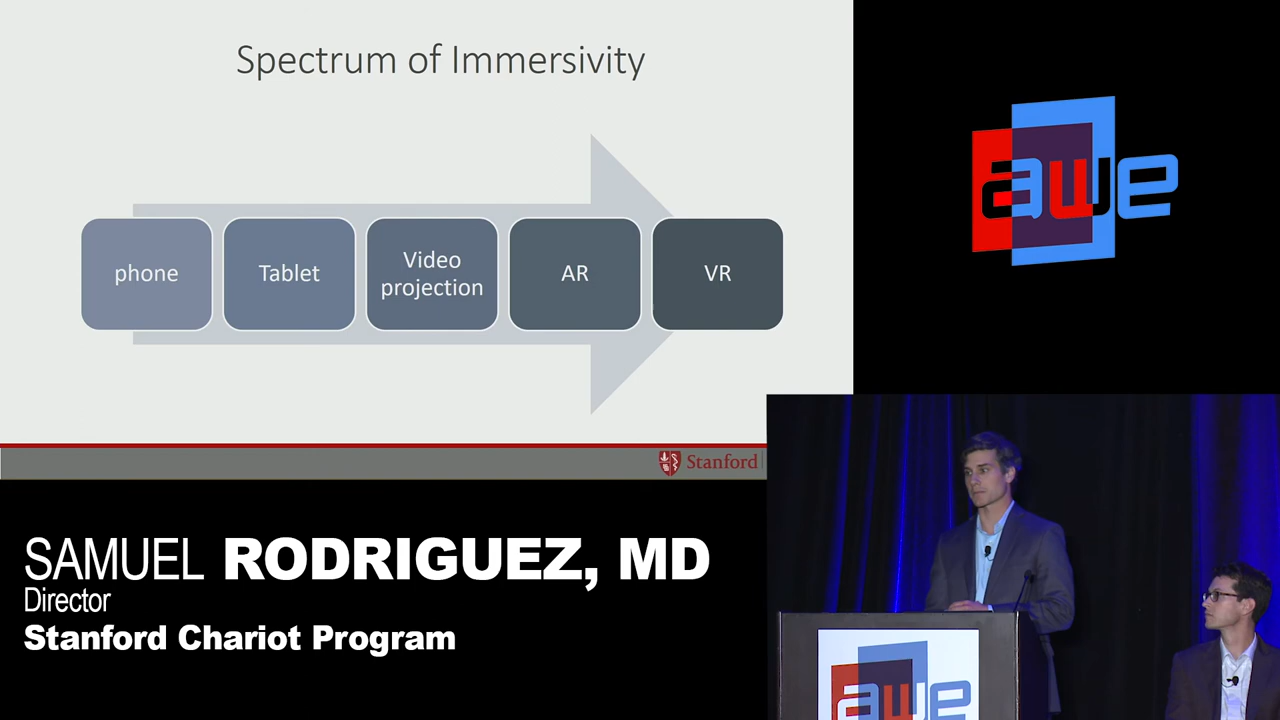 Spectrum of Immersivity
phone
Tablet
Video
projection
AR
VR
Stanford
awe
SAMUEL RODRIGUEZ, MD
Director
Stanford Chariot Program
awe